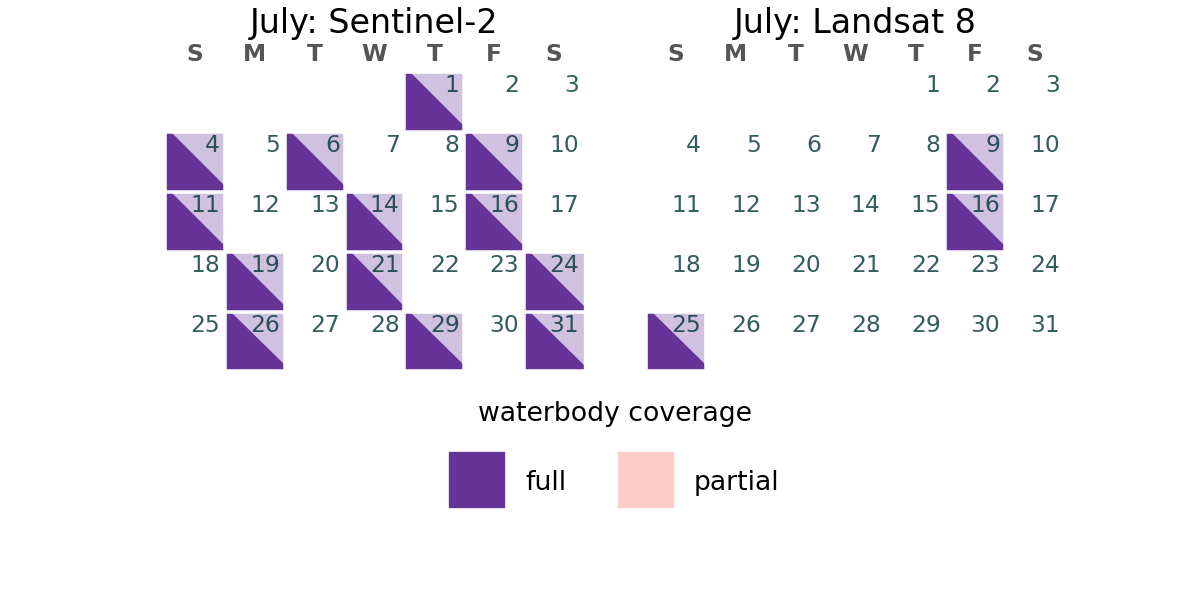 July: Sentinel-2
S M T W T F S
1 2 3
4 5 6 7 8 9 10
11 12 13 14 15 16 17
18 19 20 21 22 23 24
25 26 27 28 29 30 31
July: Landsat 8
S M T W T F S
1 2 3
4 5 6 7 8 9 10
11 12 13 14 15 16 17
18 19 20 21 22 23 24
25 26 27 28 29 30 31
waterbody coverage
full partial